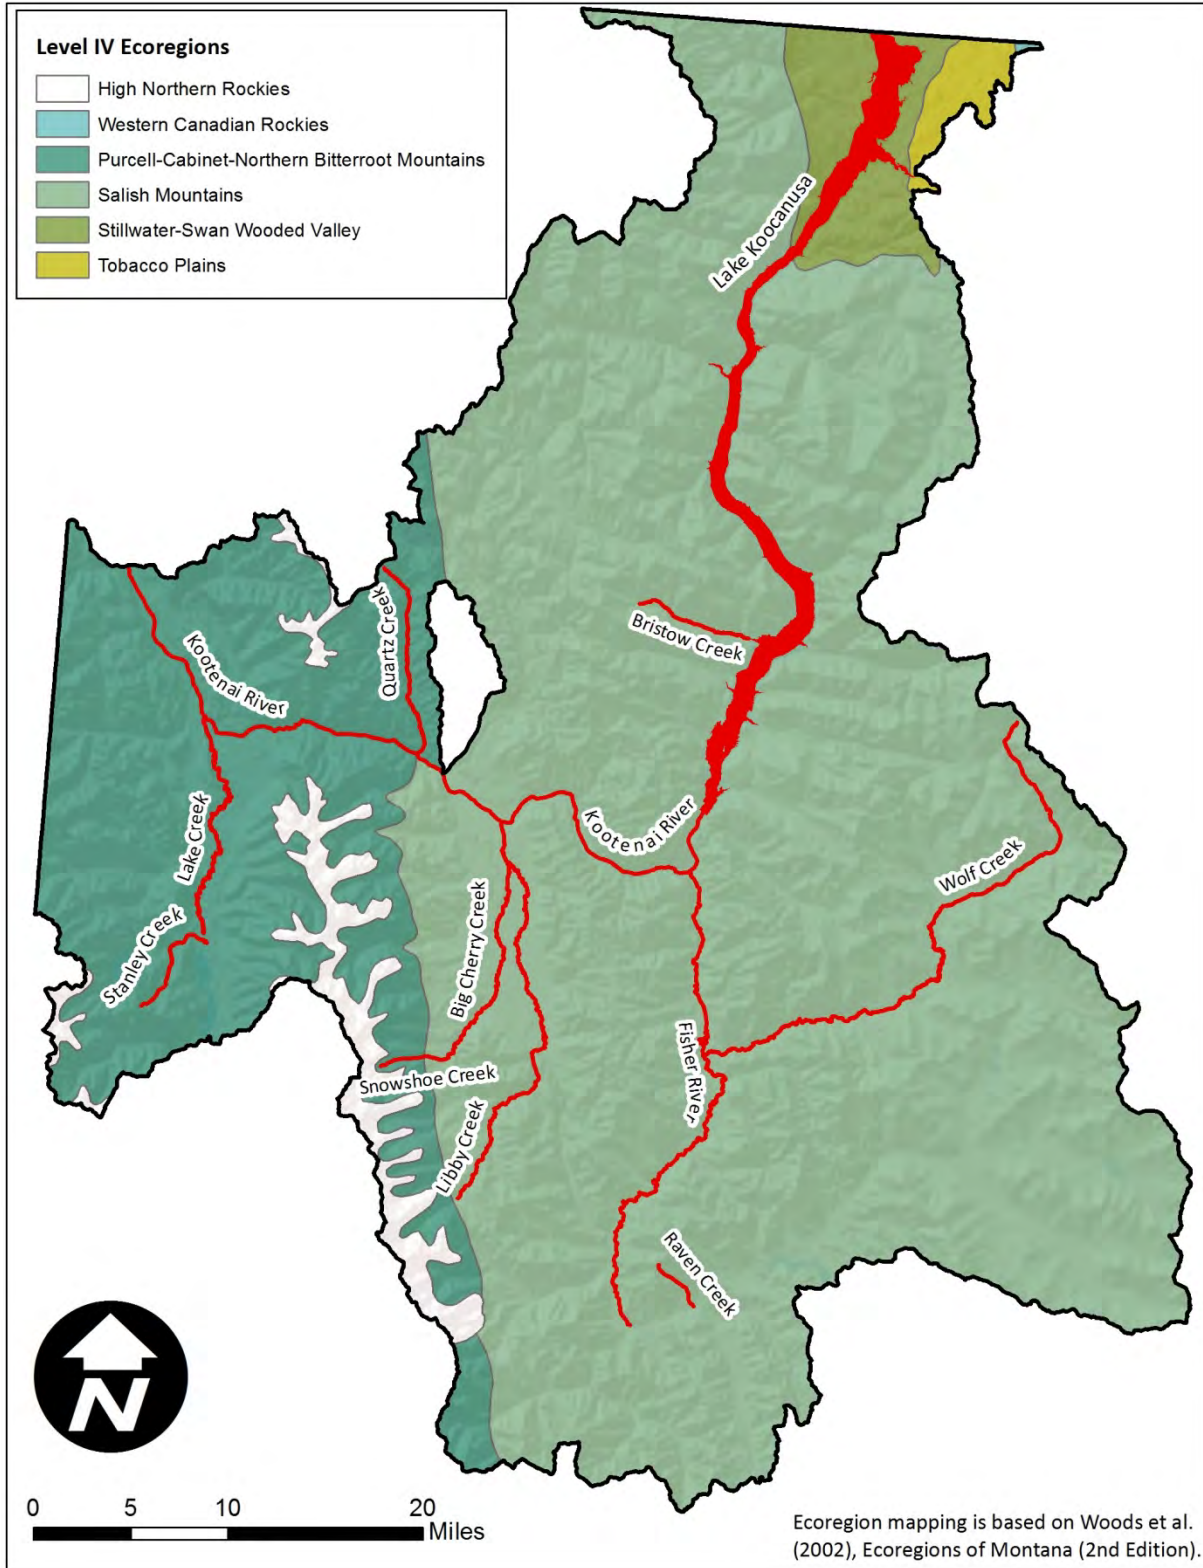 Level IV Ecoregions
High Northern Rockies
Western Canadian Rockies
Purcell-Cabinet-Northern Bitterroot Mountains
Salish Mountains
Stillwater-Swan Wooded Valley
Tobacco Plains
Lake Koocanusa
Bristow Creek
Quartz Creek
Kootenai River
Kootenai River
Lake Creek
Wolf Creek
Stanley Creek
Big Cherry Creek
Snowshoe Creek
Fisher River
Libby Creek
Raven Creek
N
0 5 10 20
Miles
Ecoregion mapping is based on Woods et al.
(2002), Ecoregions of Montana (2nd Edition).